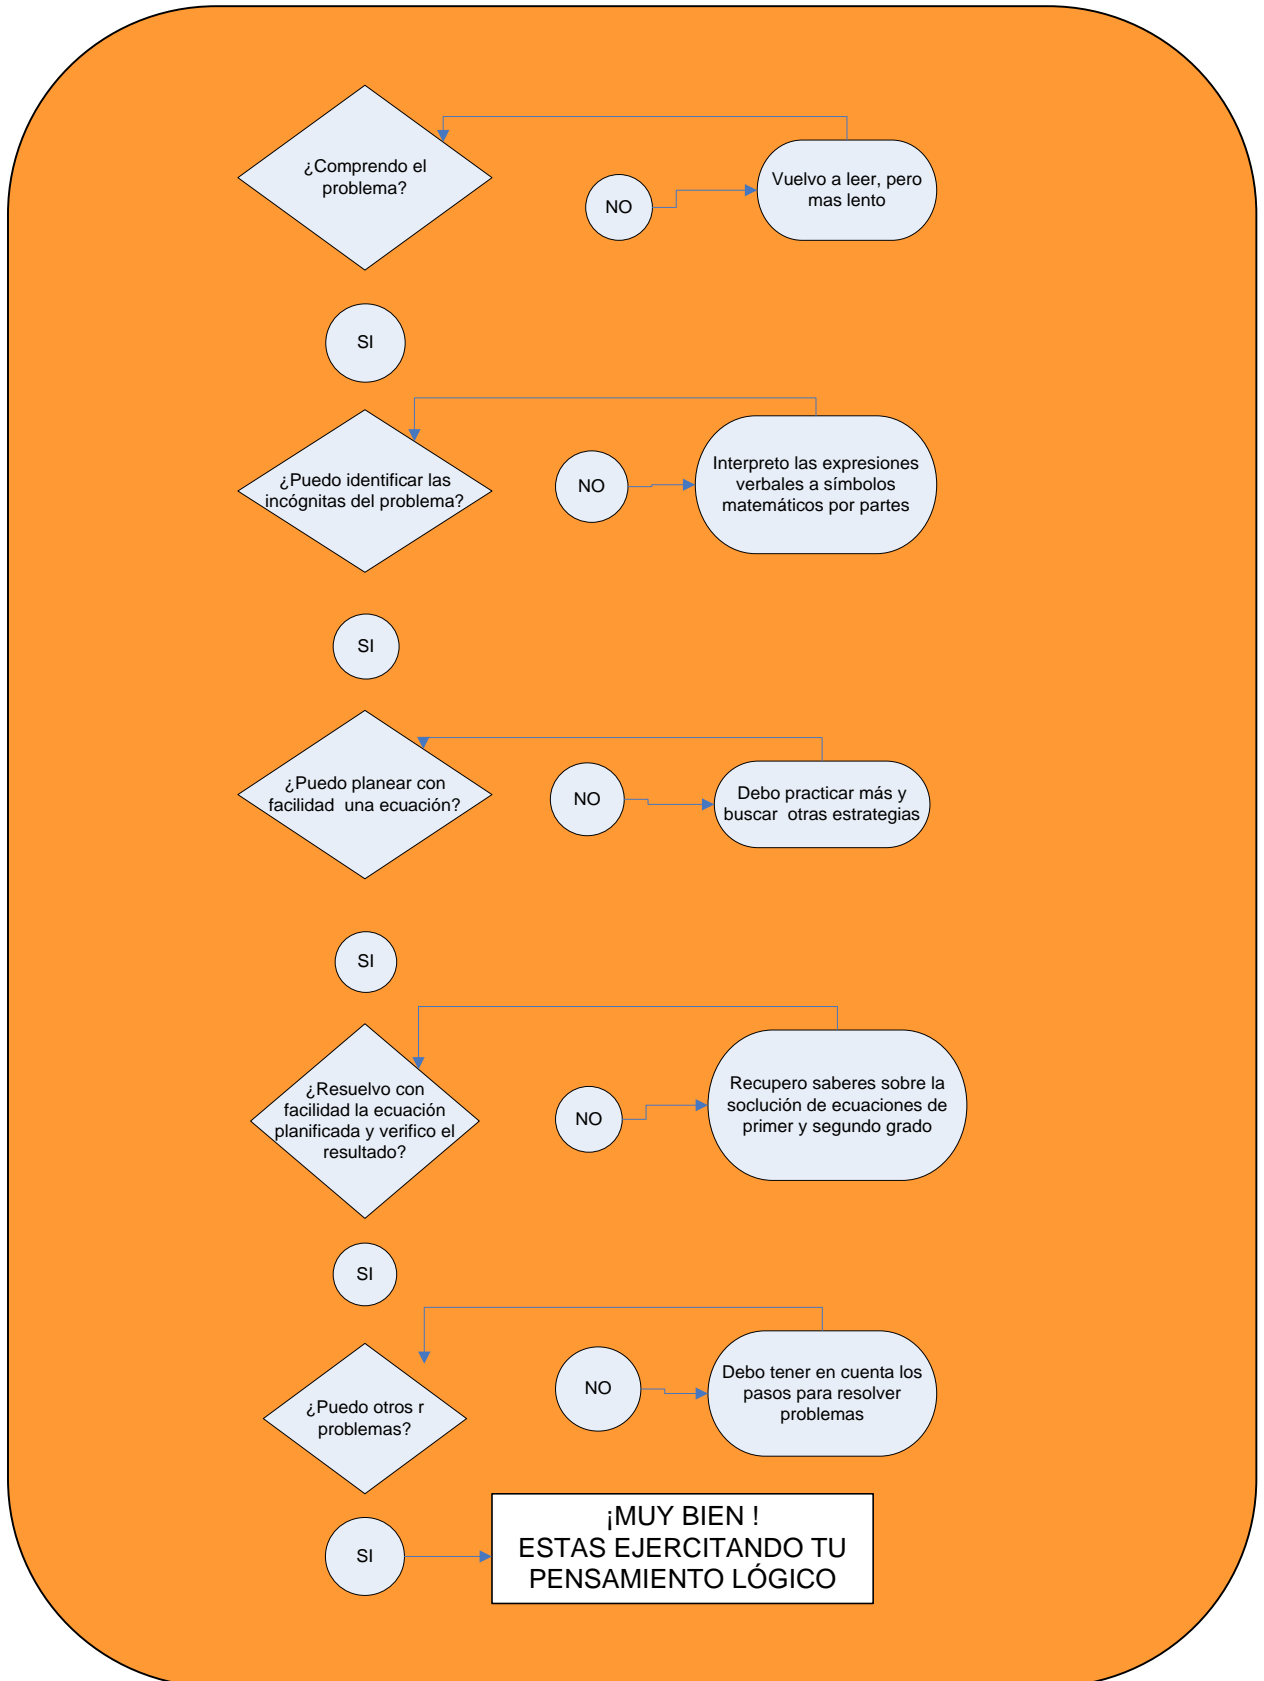 ¿Comprendo el
problema?
NO
Vuelvo a leer, pero
mas lento
SI
¿Puedo identificar las
incógnitas del problema?
NO
Interpreto las expresiones
verbales a símbolos
matemáticos por partes
SI
¿Puedo planear con
facilidad una ecuación?
NO
Debo practicar más y
buscar otras estrategias
SI
¿Resuelvo con
facilidad la ecuación
planificada y verifico el
resultado?
NO
Recupero saberes sobre la
soclución de ecuaciones de
primer y segundo grado
SI
¿Puedo otros r
problemas?
NO
Debo tener en cuenta los
pasos para resolver
problemas
SI
¡MUY BIEN !
ESTAS EJERCITANDO TU
PENSAMIENTO LÓGICO